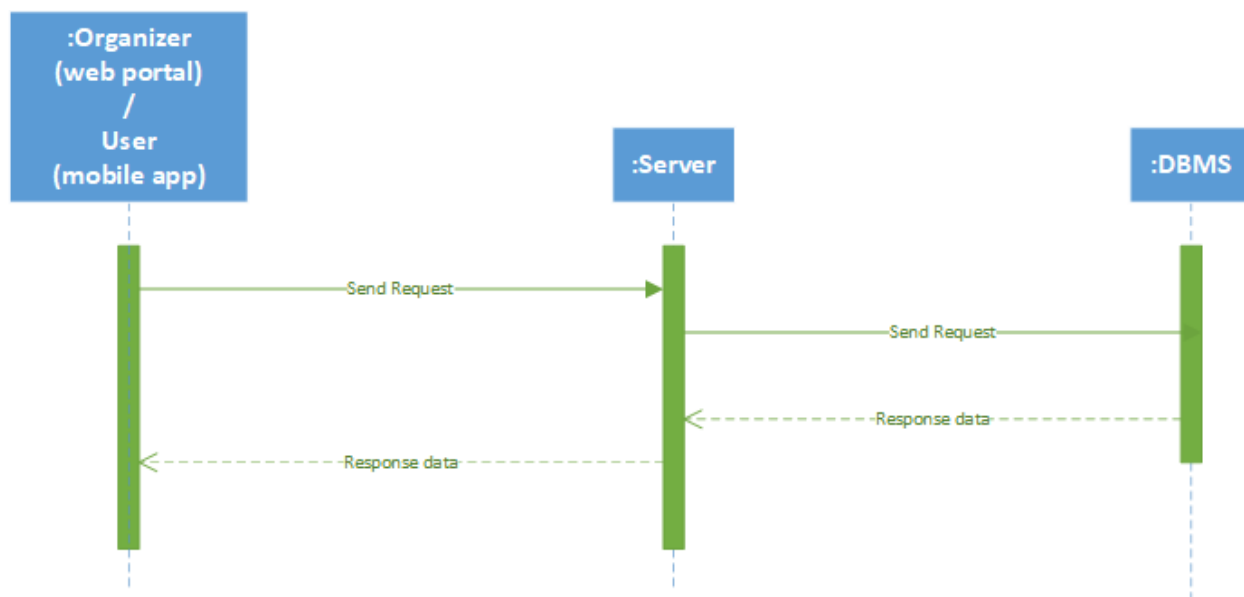 :Organizer
(web portal)
/
User
(mobile app)
:Server
:DBMS
Send Request
Send Request
Response data
Response data